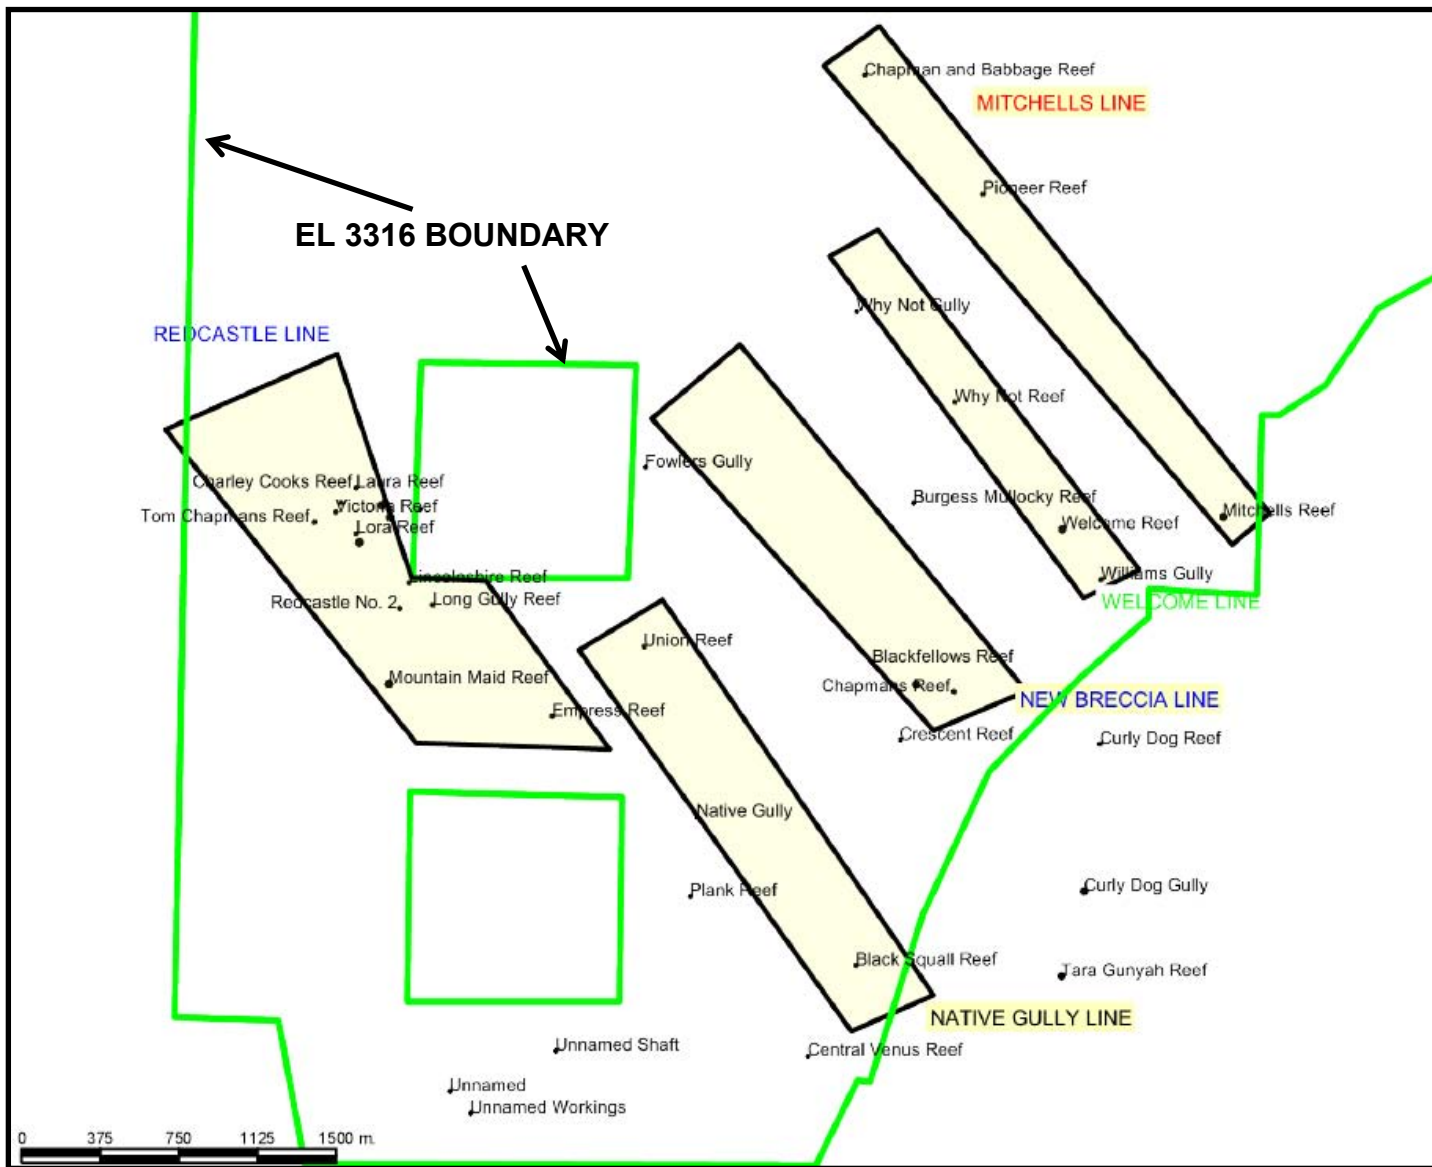 Chapman and Babbage Reef
MITCHELLS LINE
Pioneer Reef
EL 3316 BOUNDARY
Why Not Gully
REDCASTLE LINE
Why Not Reef
Fowlers Gully
Charley Cooks Reef
Laura Reef
Burgess Mullocky Reef
Victoria Reef
Tom Chapmans Reef
Mitchells Reef
Lora Reef
Welcome Reef
Lincolnshire Reef
Williams Gully
Redcastle No. 2
Long Gully Reef
WELCOME LINE
Union Reef
Blackfellows Reef
Mountain Maid Reef
Chapmans Reef
NEW BRECCIA LINE
Empress Reef
Crescent Reef
Curly Dog Reef
Native Gully
Plank Reef
Curly Dog Gully
Black Squall Reef
Tara Gunyah Reef
NATIVE GULLY LINE
Unnamed Shaft
Central Venus Reef
Unnamed
Unnamed Workings
0 375 750 1125 1500 m.